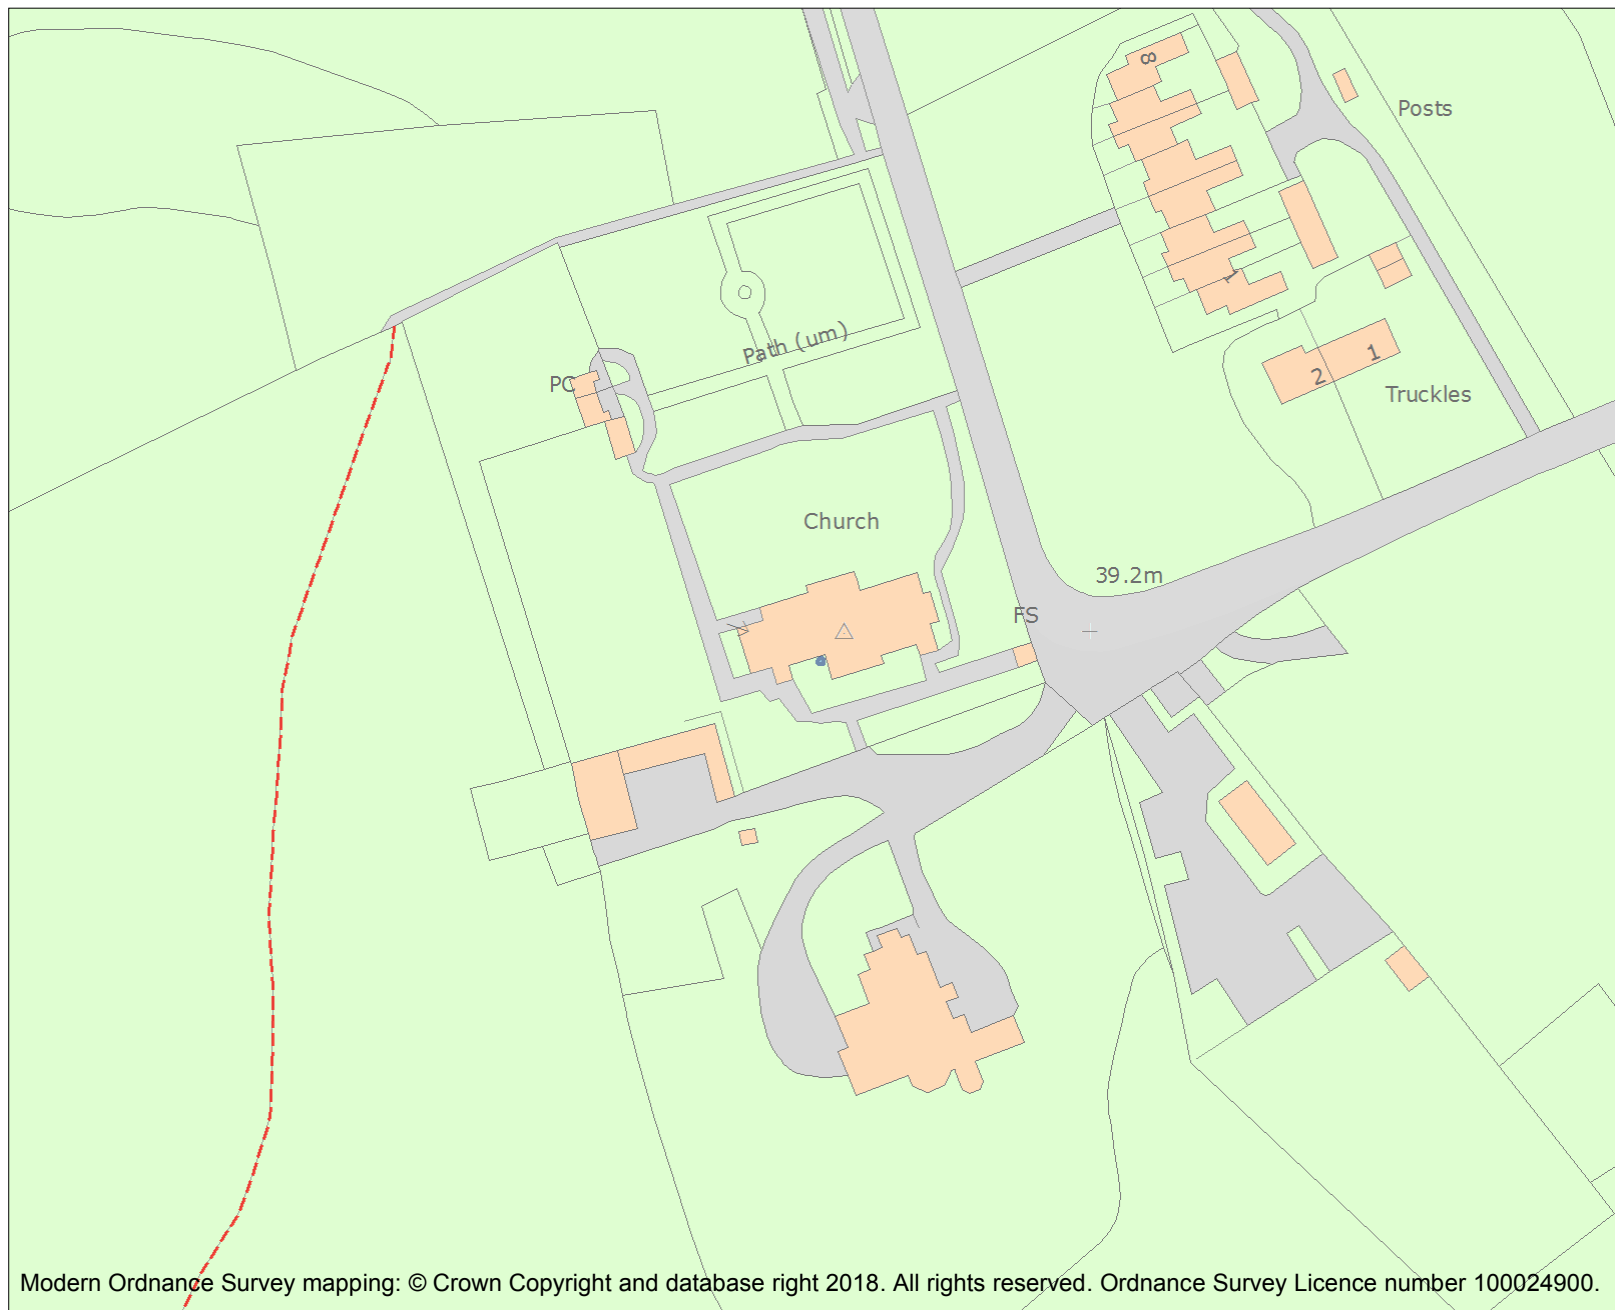 8
Posts
1
Path (um)
PC
1
2
Truckles
Church
39.2m
FS
Modern Ordnance Survey mapping: © Crown Copyright and database right 2018. All rights reserved. Ordnance Survey Licence number 100024900.